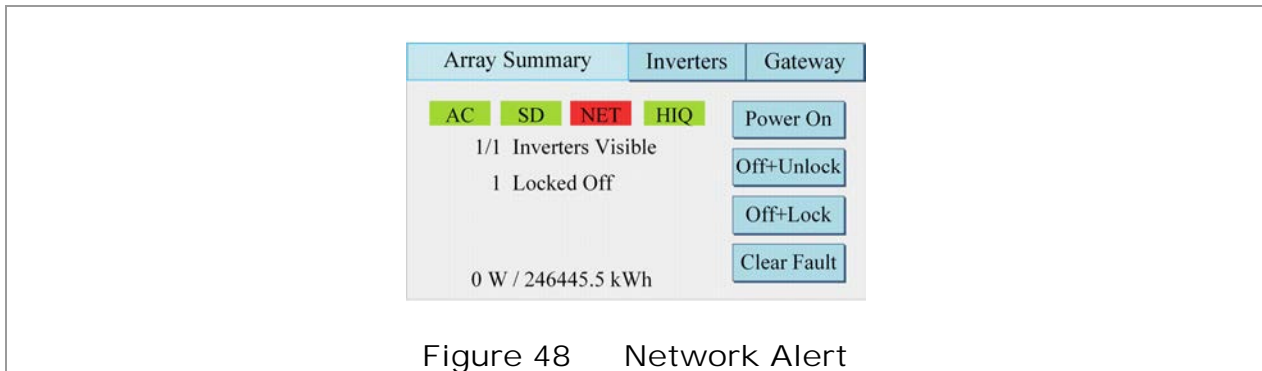 Array Summary Inverters Gateway
AC SD NET HIQ
Power On
1/1 Inverters Visible
Off+Unlock
1 Locked Off
Off+Lock
Clear Fault
0 W / 246445.5 kWh
Figure 48 Network Alert